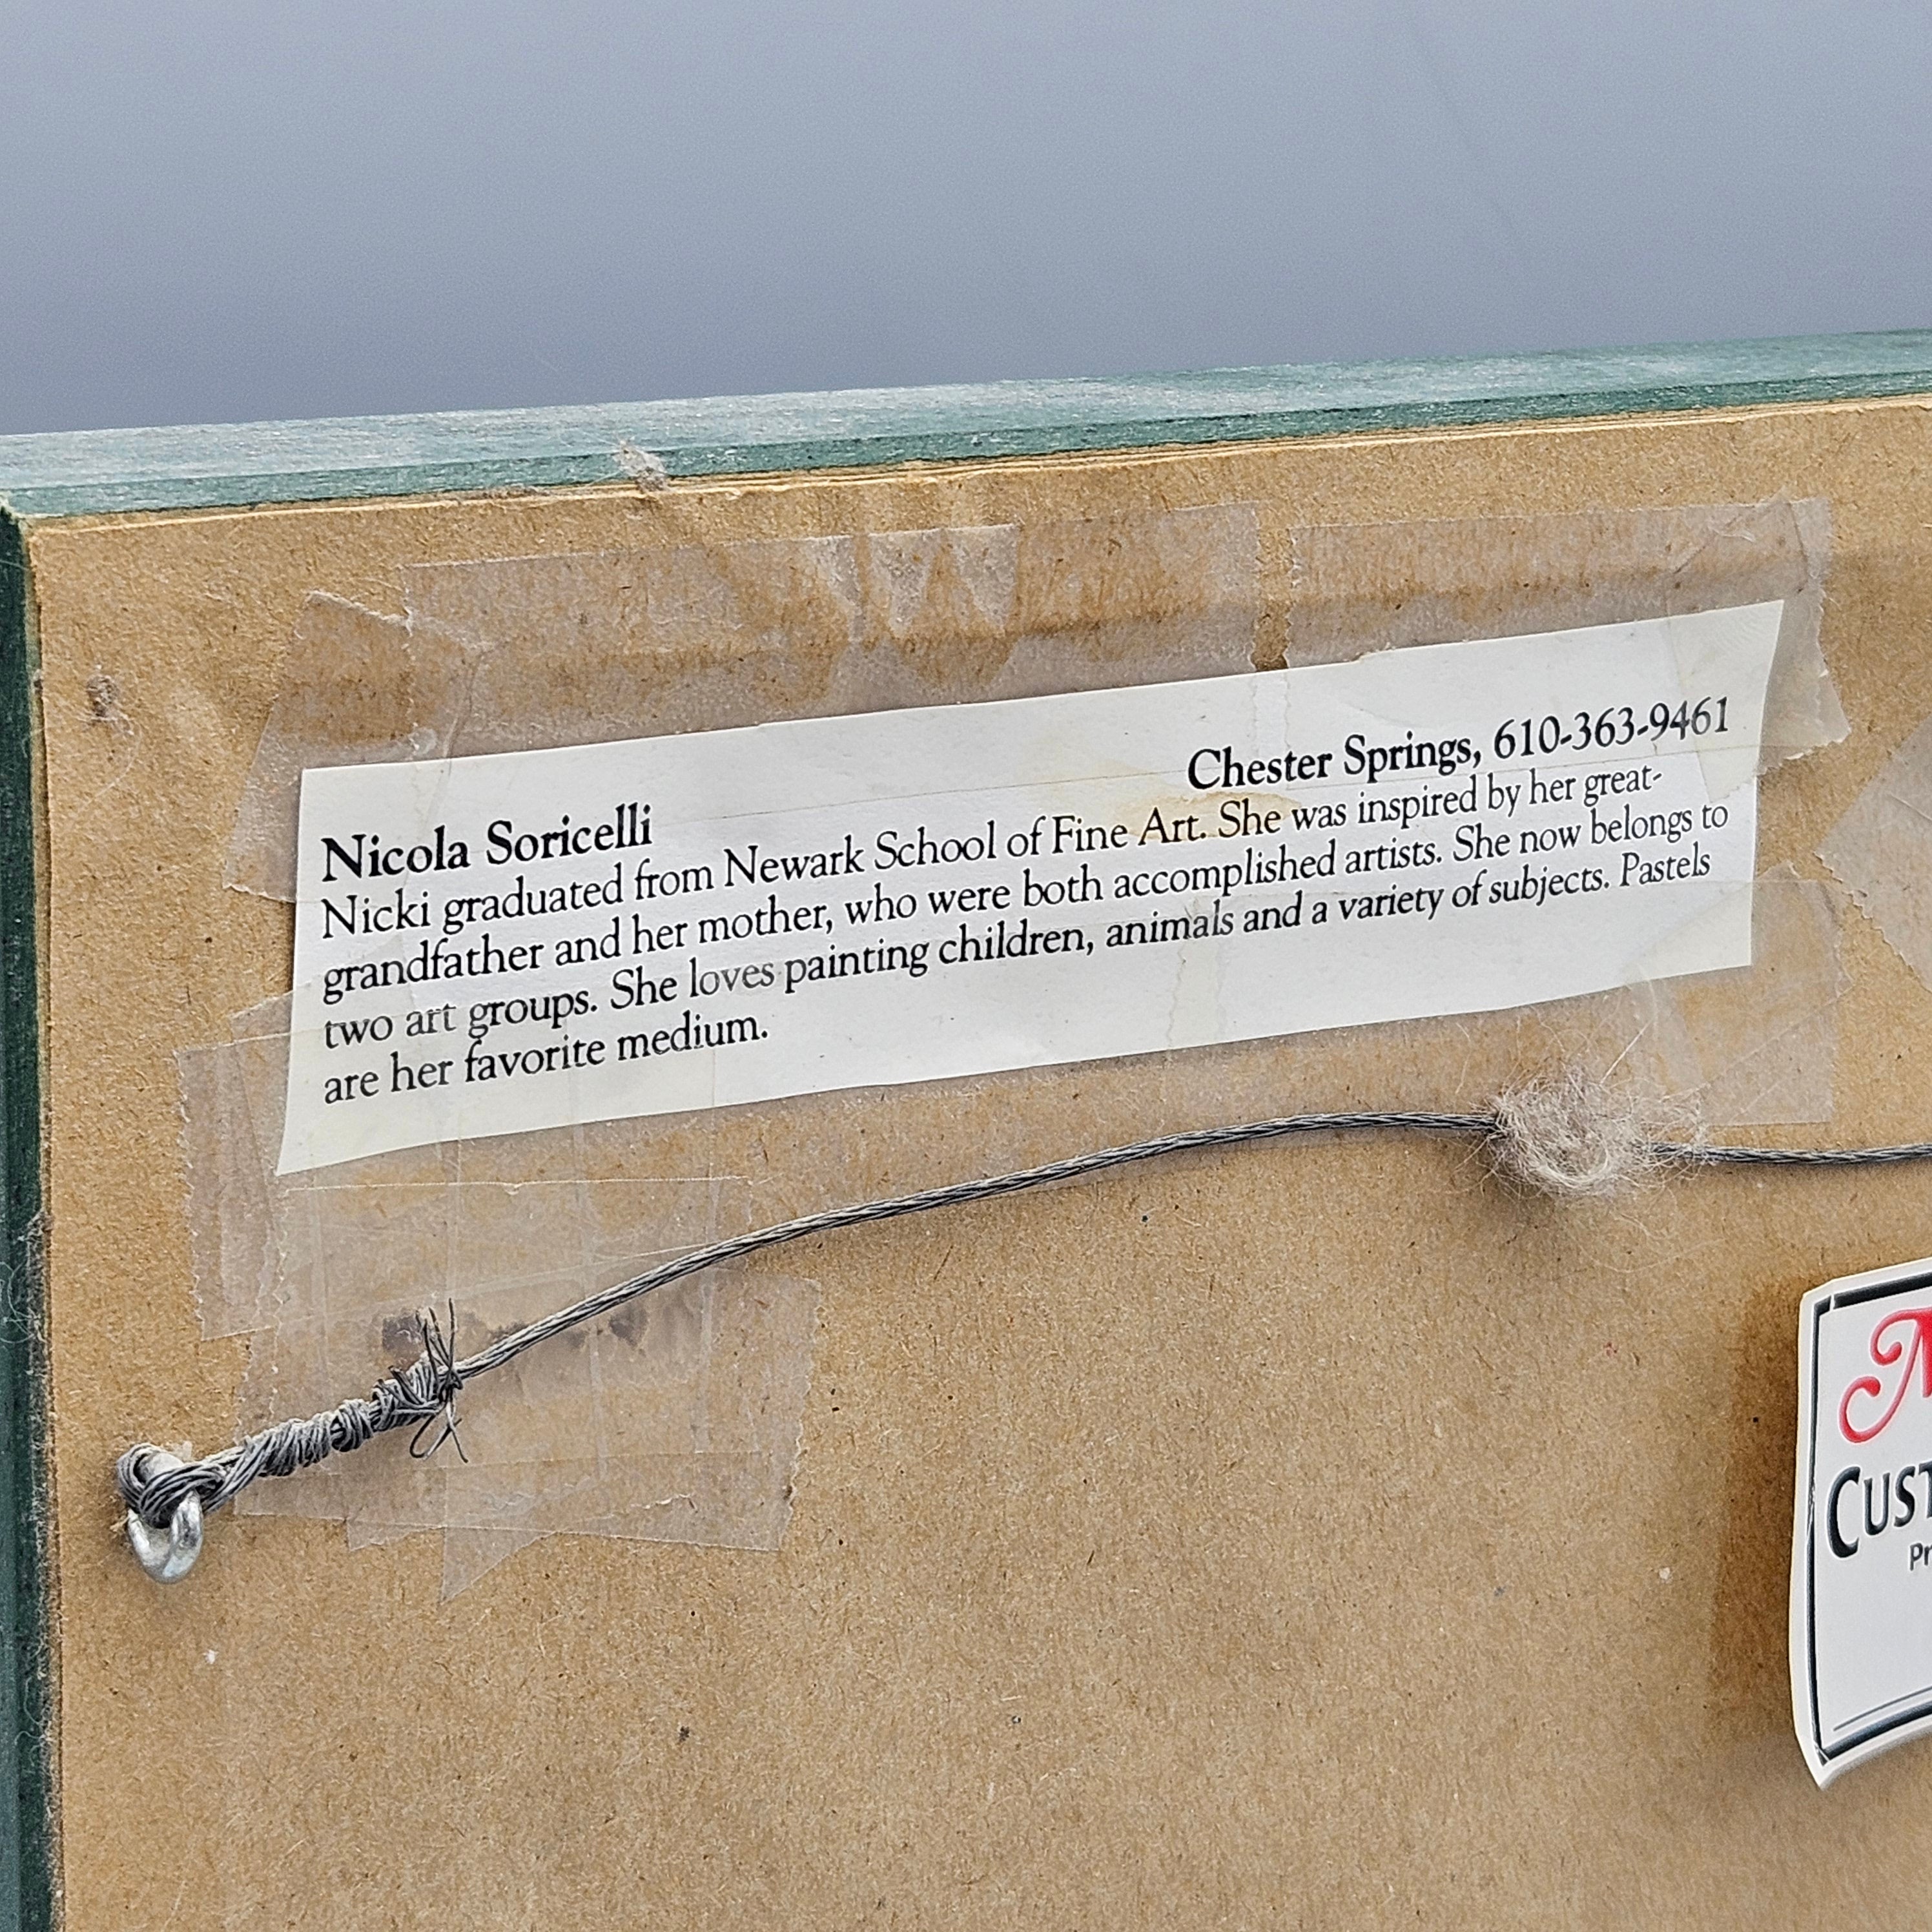 Nicola Soricelli Chester Springs, 610-363-9461
Nicki graduated from Newark School of Fine Art. She was inspired by her great-
grandfather and her mother, who were both accomplished artists. She now belongs to
two art groups. She loves painting children, animals and a variety of subjects. Pastels
are her favorite medium.